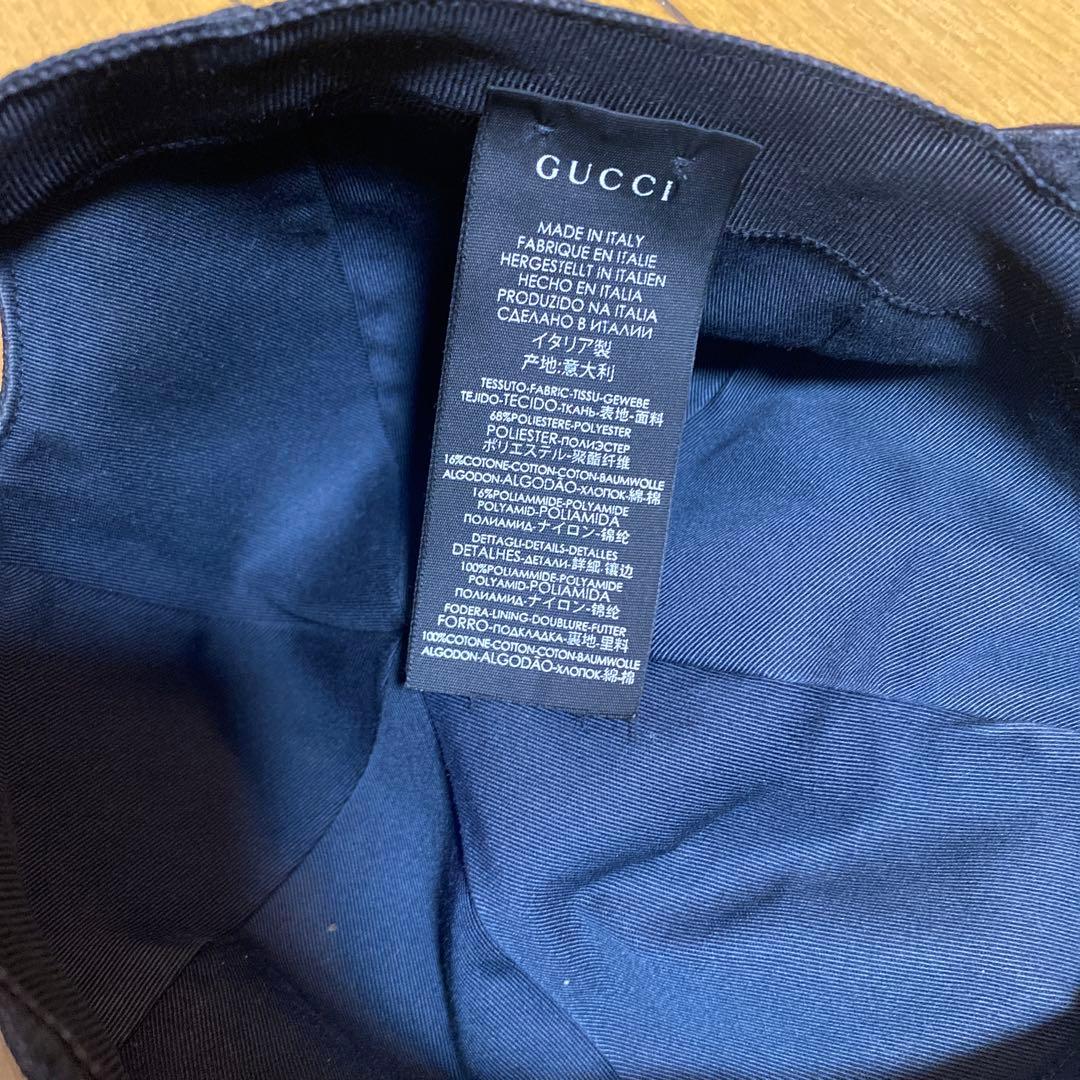 GUCCI
MADE IN ITALY
FABRIQUE EN ITALIE
HERGESTELLT IN ITALIEN
HECHO EN ITALIA
PRODUZIDO NA ITALIA
СДЕЛАНО В ИТАЛИИ
イタリア製
产地:意大利
TESSUTO-FABRIC-TISSU-GEWEBE
TEJIDO-TECIDO-ТКАНЬ-表地-面料
68%POLIESTERE-POLYESTER
POLIESTER-ПОЛИЭСТЕР
ポリエステル-聚酯纤维
16%COTONE-COTTON-COTON-BAUMWOLLE
ALGODON-ALGODÃO-ХЛОПОК-綿-棉
16%POLIAMMIDE-POLYAMIDE
POLYAMID-POLIAMIDA
ПОЛИАМИД-ナイロン-锦纶
DETTAGLI-DETAILS-DETALLES
DETALHES-ДЕТАЛИ-詳細-镶边
100%POLIAMMIDE-POLYAMIDE
POLYAMID-POLIAMIDA
ПОЛИАМИД-ナイロン-锦纶
FODERA-LINING-DOUBLURE-FUTTER
FORRO-ПОДКЛАДКА-裏地-里料
100%COTONE-COTTON-COTON-BAUMWOLLE
ALGODON-ALGODÃO-ХЛОПОК-綿-棉